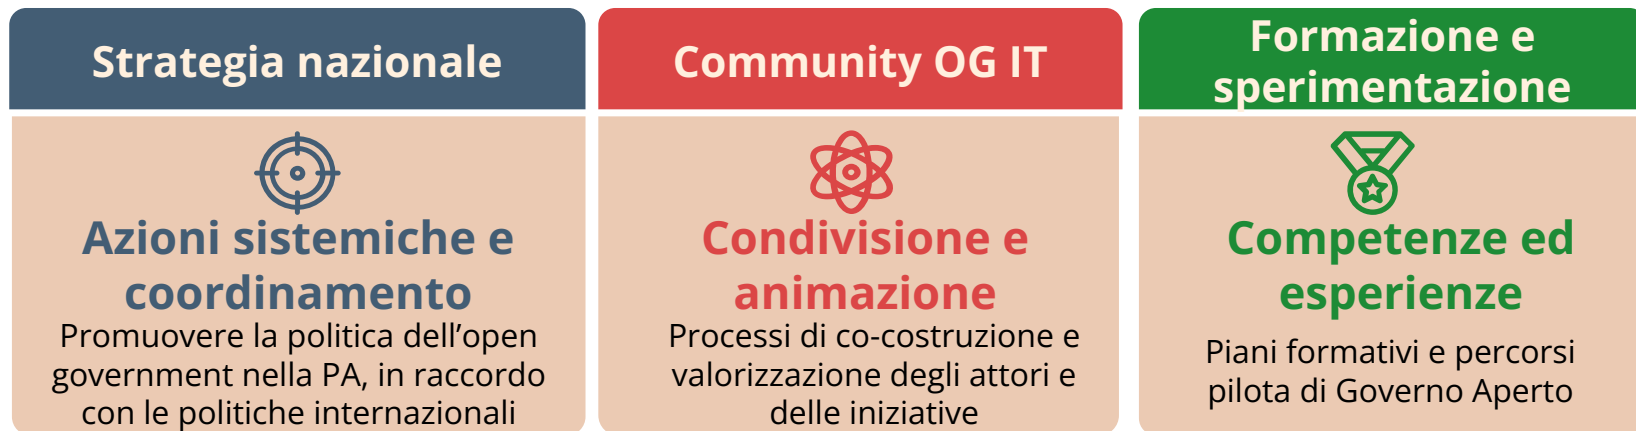 Strategia nazionale
Azioni sistemiche e
coordinamento
Promuovere la politica dell’open
government nella PA, in raccordo
con le politiche internazionali
Community OG IT
Condivisione e
animazione
Processi di co-costruzione e
valorizzazione degli attori e
delle iniziative
Formazione e
sperimentazione
Competenze ed
esperienze
Piani formativi e percorsi
pilota di Governo Aperto